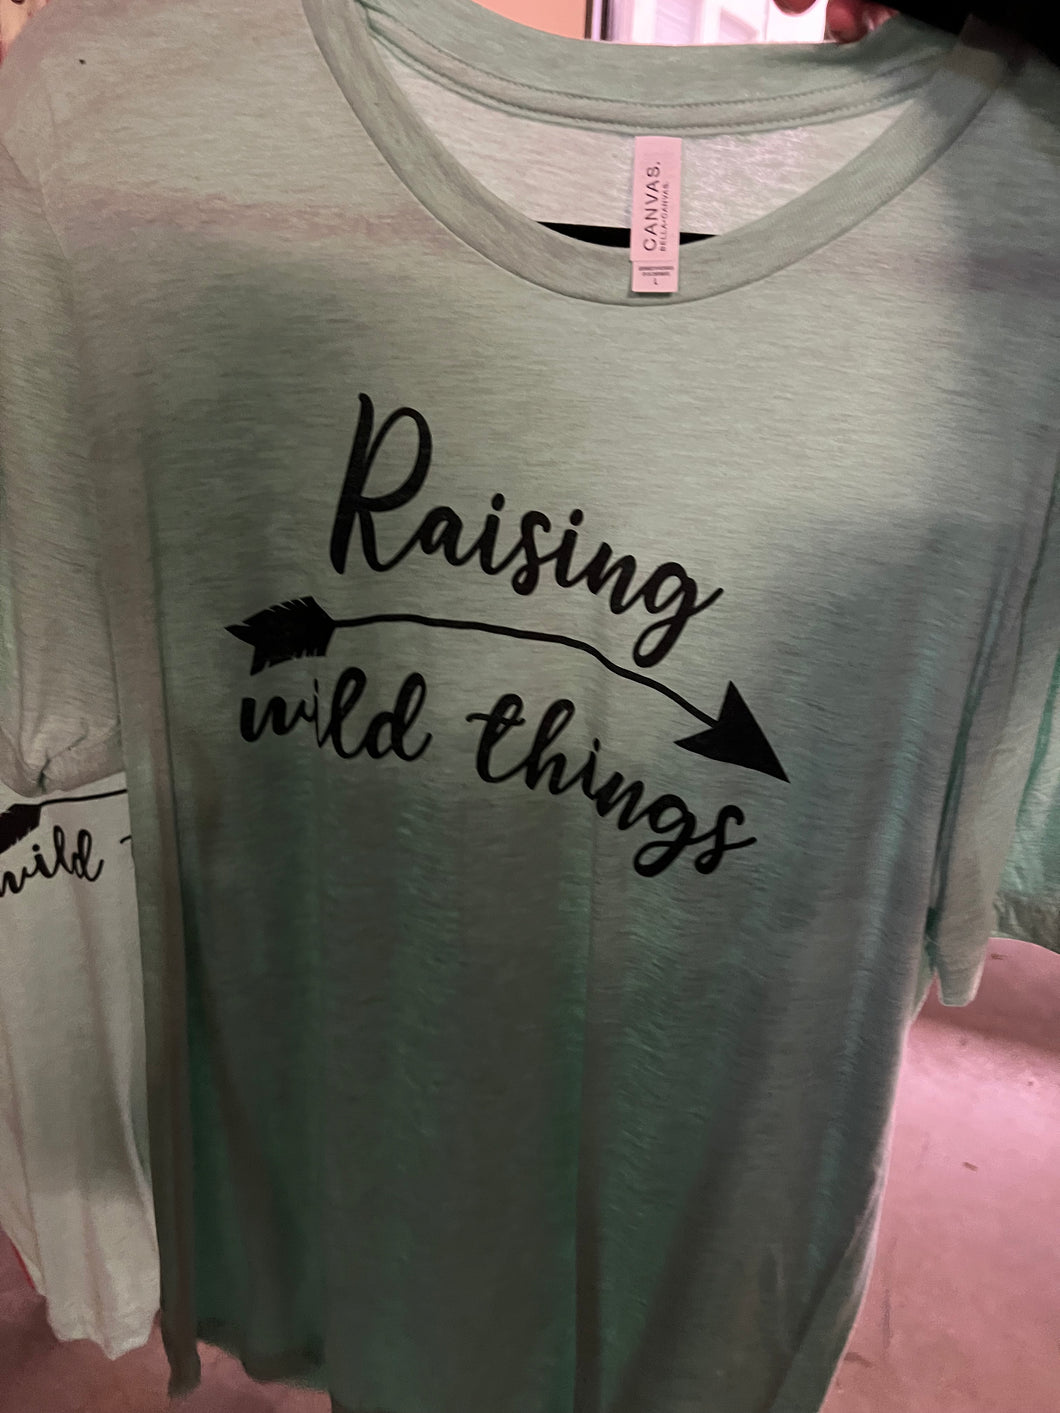 CANVAS.
BELLA+CANVAS.
L
Raising
wild things
wild